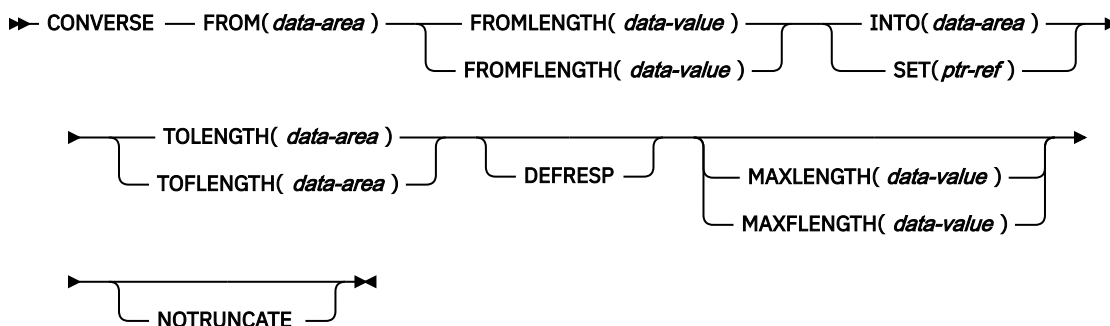 CONVERSE FROM(data-area) FROMLENGTH( data-value ) INTO(data-area)
FROMFLENGTH( data-value ) SET(ptr-ref)
TOLENGTH( data-area )
TOFLENGTH( data-area ) DEFRESP MAXLENGTH( data-value )
MAXFLENGTH( data-value )
NOTRUNCATE